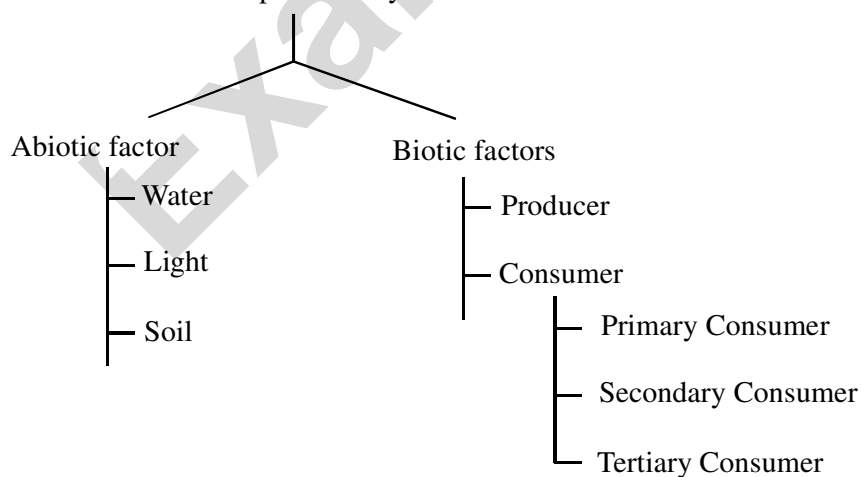 Abiotic factor
Biotic factors
Water
Producer
Light
Consumer
Soil
Primary Consumer
Secondary Consumer
Tertiary Consumer